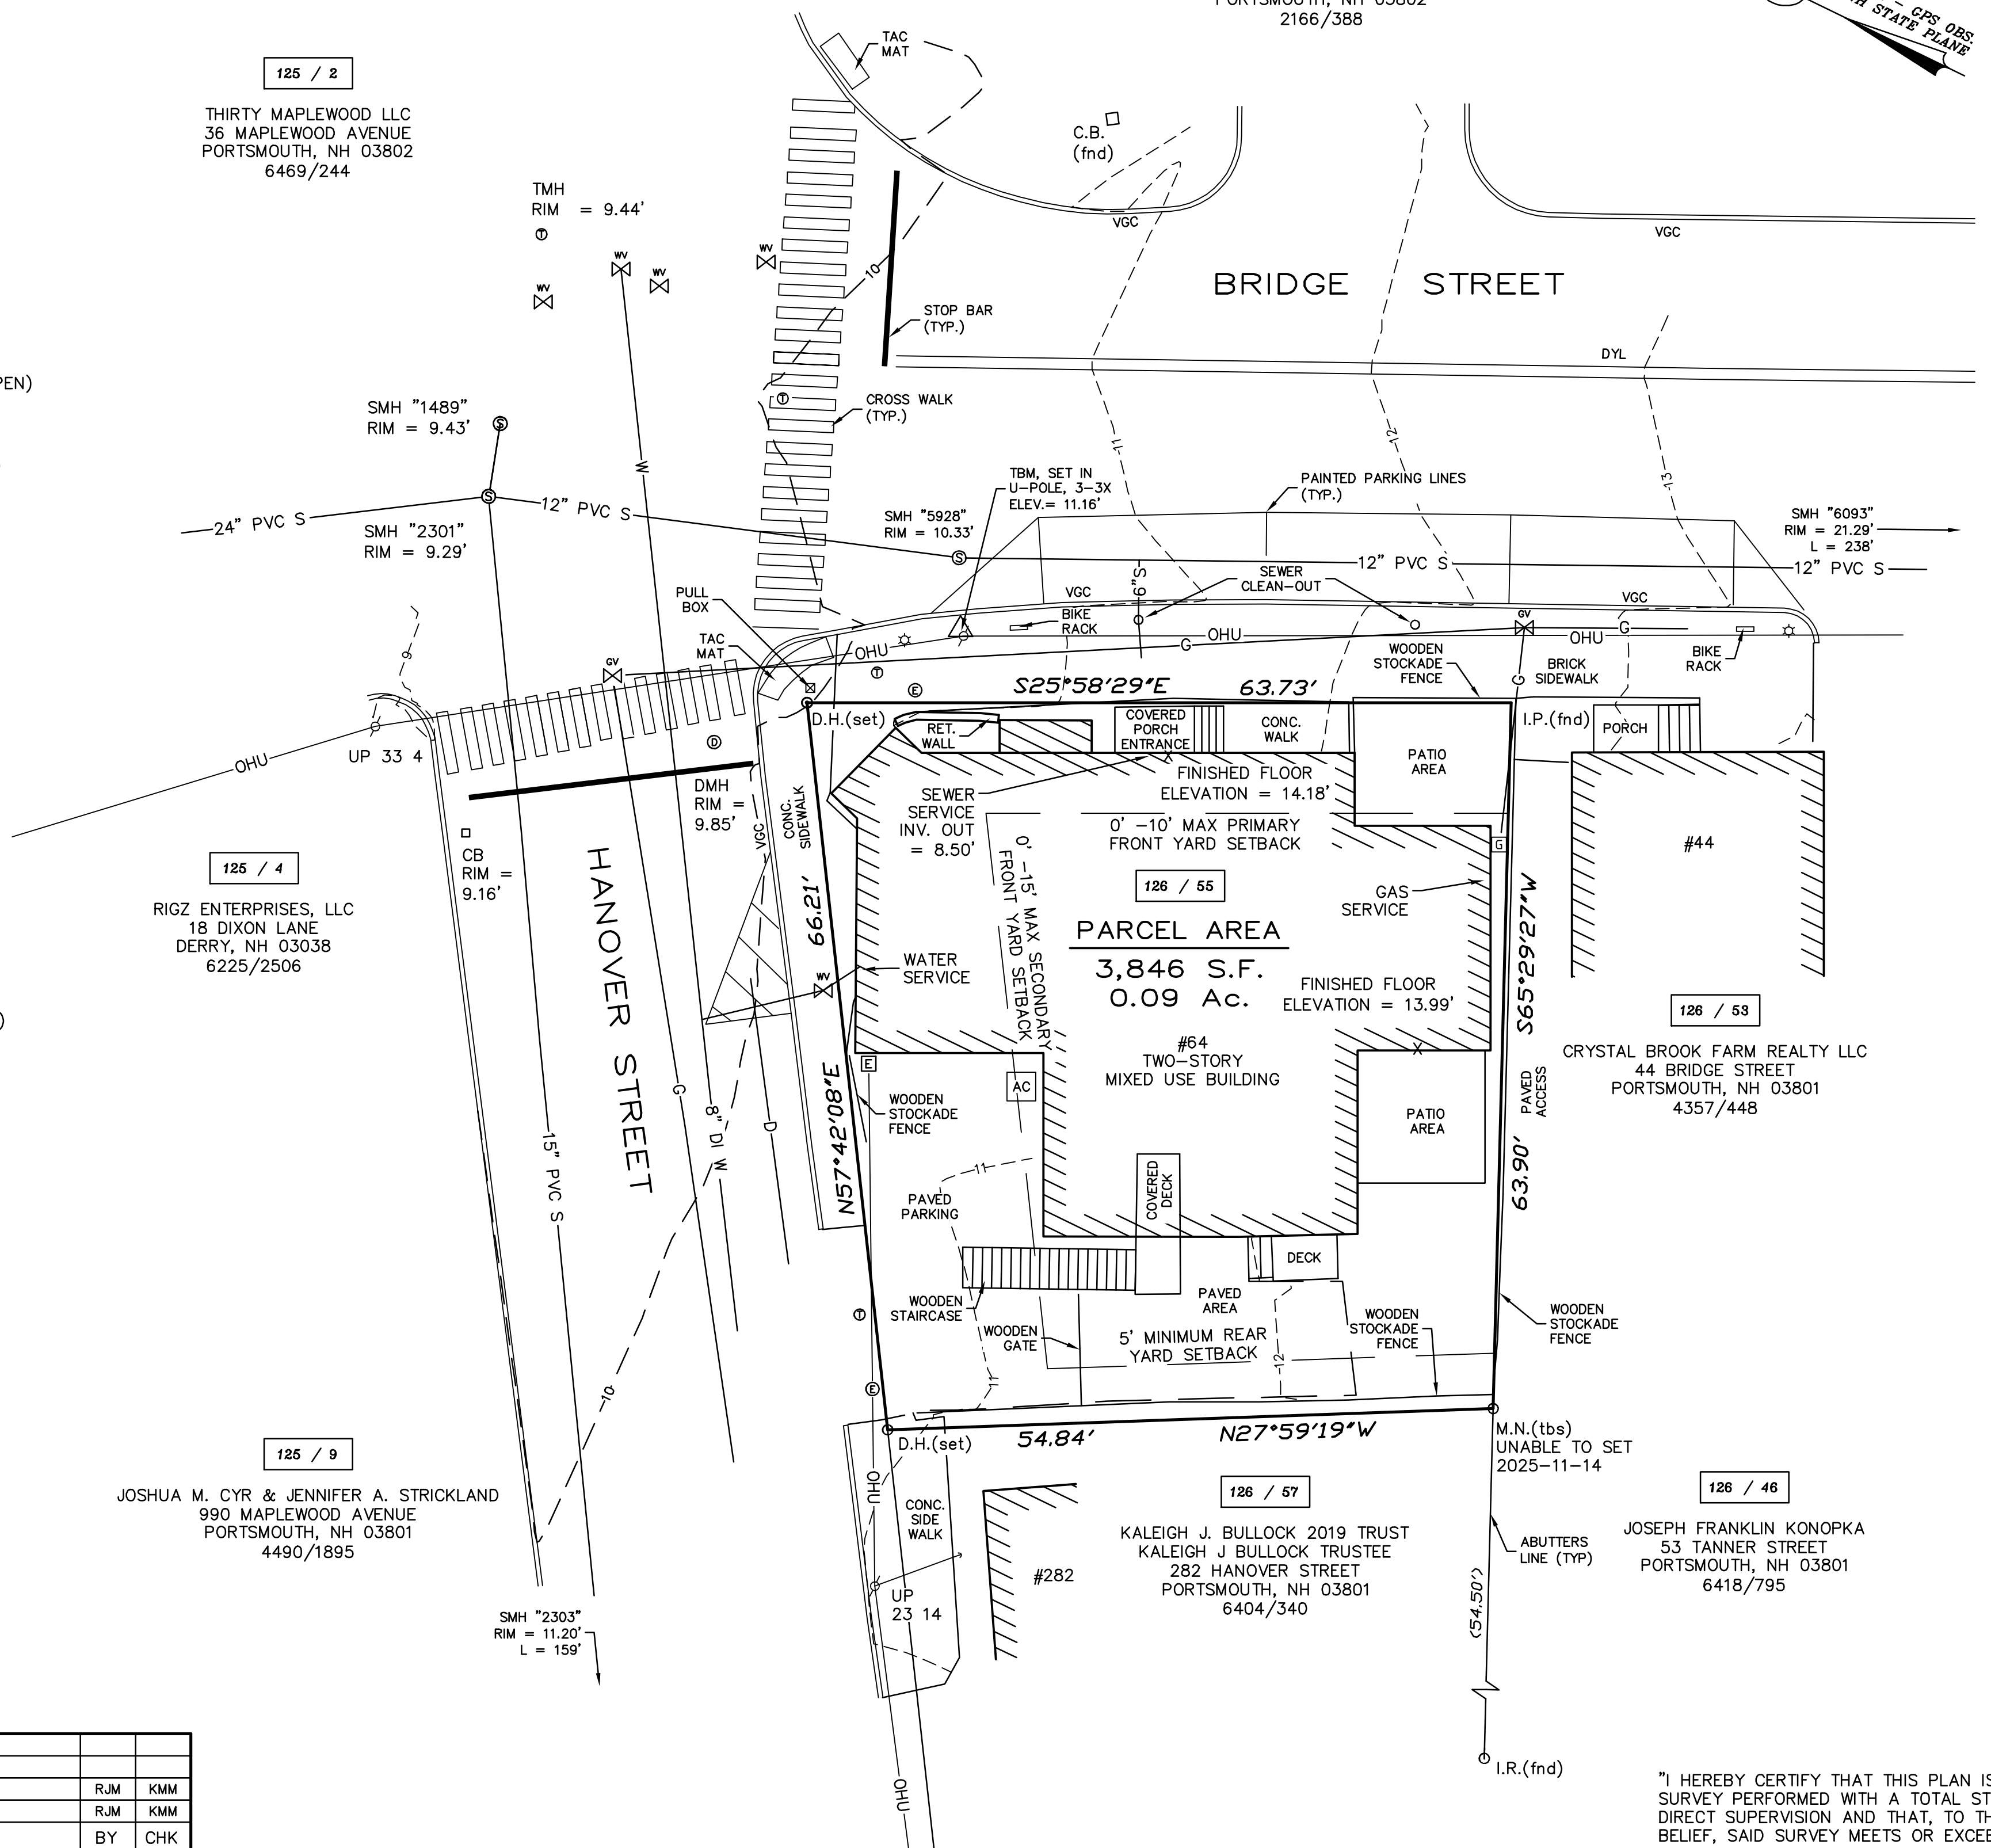 PORTSMOUTH, NH 03802
2166/388
- GPS OBS.
STATE PLANE
125 / 2
THIRTY MAPLEWOOD LLC
36 MAPLEWOOD AVENUE
PORTSMOUTH, NH 03802
6469/244
TAC
MAT
C.B.
(fnd)
VGC
VGC
TMH
RIM = 9.44'
T
WV
WV
WV
WV
10
STOP BAR
(TYP.)
BRIDGE STREET
DYL
SMH "1489"
RIM = 9.43'
S
W
T
CROSS WALK
(TYP.)
11
12
13
24" PVC S
S
12" PVC S
SMH "2301"
RIM = 9.29'
SMH "5928"
RIM = 10.33'
S
TBM, SET IN
U-POLE, 3-3X
ELEV.= 11.16'
PAINTED PARKING LINES
(TYP.)
SMH "6093"
RIM = 21.29'
L = 238'
12" PVC S
12" PVC S
6"S
SEWER
CLEAN-OUT
VGC
VGC
PULL
BOX
TAC
MAT
BIKE
RACK
OHU
OHU
G
GV
OHU
G
BIKE
RACK
WOODEN
STOCKADE
FENCE
BRICK
SIDEWALK
G
9
GV
T
E
S25°58'29"E 63.73'
D.H.(set)
I.P.(fnd)
OHU
UP 33 4
D
DMH
RIM =
9.85'
VGC
CONC.
SIDEWALK
RET.
WALL
COVERED
PORCH
ENTRANCE
CONC.
WALK
PATIO
AREA
PORCH
X
FINISHED FLOOR
ELEVATION = 14.18'
SEWER
SERVICE
INV. OUT
= 8.50'
0' -10' MAX PRIMARY
FRONT YARD SETBACK
0' -15' MAX SECONDARY
FRONT YARD SETBACK
G
#44
CB
RIM =
9.16'
125 / 4
RIGZ ENTERPRISES, LLC
18 DIXON LANE
DERRY, NH 03038
6225/2506
HANOVER STREET
66.21'
N57°42'08"E
126 / 55
PARCEL AREA
3,846 S.F.
0.09 Ac.
GAS
SERVICE
S65°29'27"W
63.90'
WATER
SERVICE
WV
FINISHED FLOOR
ELEVATION = 13.99'
#64
TWO-STORY
MIXED USE BUILDING
X
126 / 53
CRYSTAL BROOK FARM REALTY LLC
44 BRIDGE STREET
PORTSMOUTH, NH 03801
4357/448
PAVED
ACCESS
E
AC
WOODEN
STOCKADE
FENCE
PATIO
AREA
G
8" DI W
D
15" PVC S
11
PAVED
PARKING
COVERED
DECK
DECK
T
WOODEN
STAIRCASE
PAVED
AREA
WOODEN
GATE
5' MINIMUM REAR
YARD SETBACK
WOODEN
STOCKADE
FENCE
WOODEN
STOCKADE
FENCE
10
E
11
12
D.H.(set)
54.84' N27°59'19"W
M.N.(tbs)
UNABLE TO SET
2025-11-14
125 / 9
JOSHUA M. CYR & JENNIFER A. STRICKLAND
990 MAPLEWOOD AVENUE
PORTSMOUTH, NH 03801
4490/1895
OHU
CONC.
SIDE
WALK
#282
126 / 57
KALEIGH J. BULLOCK 2019 TRUST
KALEIGH J BULLOCK TRUSTEE
282 HANOVER STREET
PORTSMOUTH, NH 03801
6404/340
ABUTTERS
LINE (TYP)
126 / 46
JOSEPH FRANKLIN KONOPKA
53 TANNER STREET
PORTSMOUTH, NH 03801
6418/795
(54.50')
UP
23 14
SMH "2303"
RIM = 11.20'
L = 159'
OHU
I.R.(fnd)
RJM KMM
RJM KMM
BY CHK
"I HEREBY CERTIFY THAT THIS PLAN IS
SURVEY PERFORMED WITH A TOTAL ST
DIRECT SUPERVISION AND THAT, TO TH
BELIEF, SAID SURVEY MEETS OR EXCEE